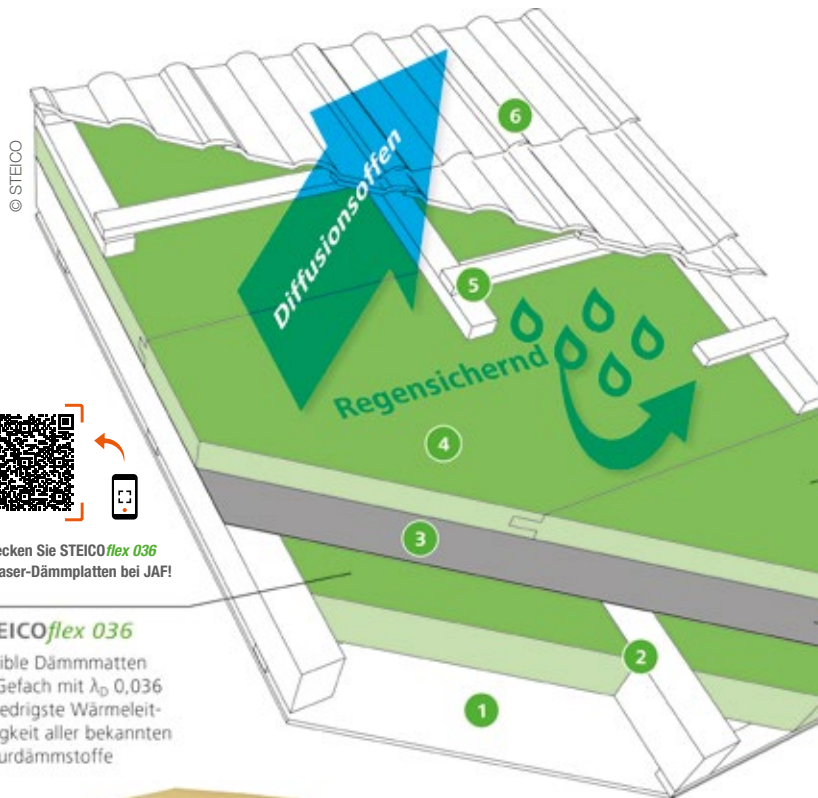 © STEICO
Diffusionsoffen
6
5
Regensichernd
4
3
2
1
ecken Sie STEICOflex 036
aser-Dämmplatten bei JAF!
EICOflex 036
ible Dämmmatten
Gefach mit λD 0,036
edrigste Wärmeleit-
gkeit aller bekannten
urdämmstoffe